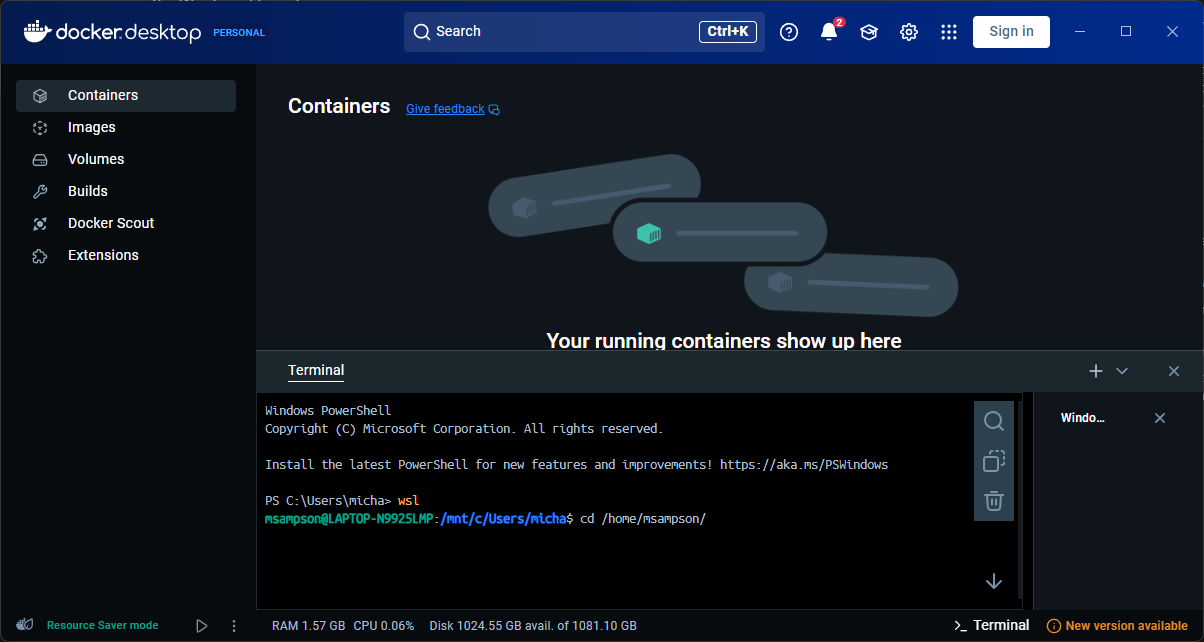 docker.desktop PERSONAL
Search Ctrl+K
2
Sign in
Containers
Images
Volumes
Builds
Docker Scout
Extensions
Containers Give feedback
Your running containers show up here
Terminal
Windows PowerShell
Copyright (C) Microsoft Corporation. All rights reserved.
Install the latest PowerShell for new features and improvements! https://aka.ms/PSWindows
PS C:\Users\micha> wsl
msampson@LAPTOP-N9925LMP:/mnt/c/Users/micha$ cd /home/msampson/
Windo...
Resource Saver mode
RAM 1.57 GB CPU 0.06% Disk 1024.55 GB avail. of 1081.10 GB
>_ Terminal
New version available